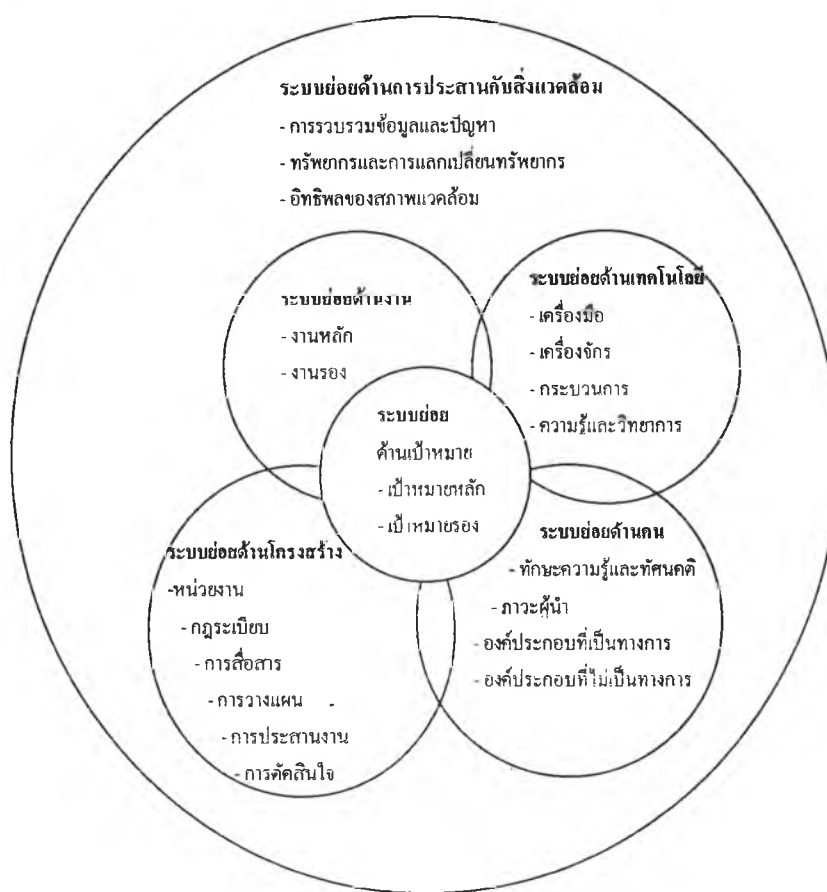 ระบบย่อยด้านการประสานกับสิ่งแวดล้อม
- การรวบรวมข้อมูลและปัญหา
- ทรัพยากรและการแลกเปลี่ยนทรัพยากร
- อิทธิพลของสภาพแวดล้อม
ระบบย่อยด้านงาน
- งานหลัก
- งานรอง
ระบบย่อยด้านเทคโนโลยี
- เครื่องมือ
- เครื่องจักร
- กระบวนการ
- ความรู้และวิทยาการ
ระบบย่อย
ด้านเป้าหมาย
- เป้าหมายหลัก
- เป้าหมายรอง
ระบบย่อยด้านโครงสร้าง
-หน่วยงาน
- กฎระเบียบ
- การสื่อสาร
- การวางแผน
- การประสานงาน
- การตัดสินใจ
ระบบย่อยด้านคน
- ทักษะความรู้และทัศนคติ
- ภาวะผู้นำ
- องค์ประกอบที่เป็นทางการ
- องค์ประกอบที่ไม่เป็นทางการ